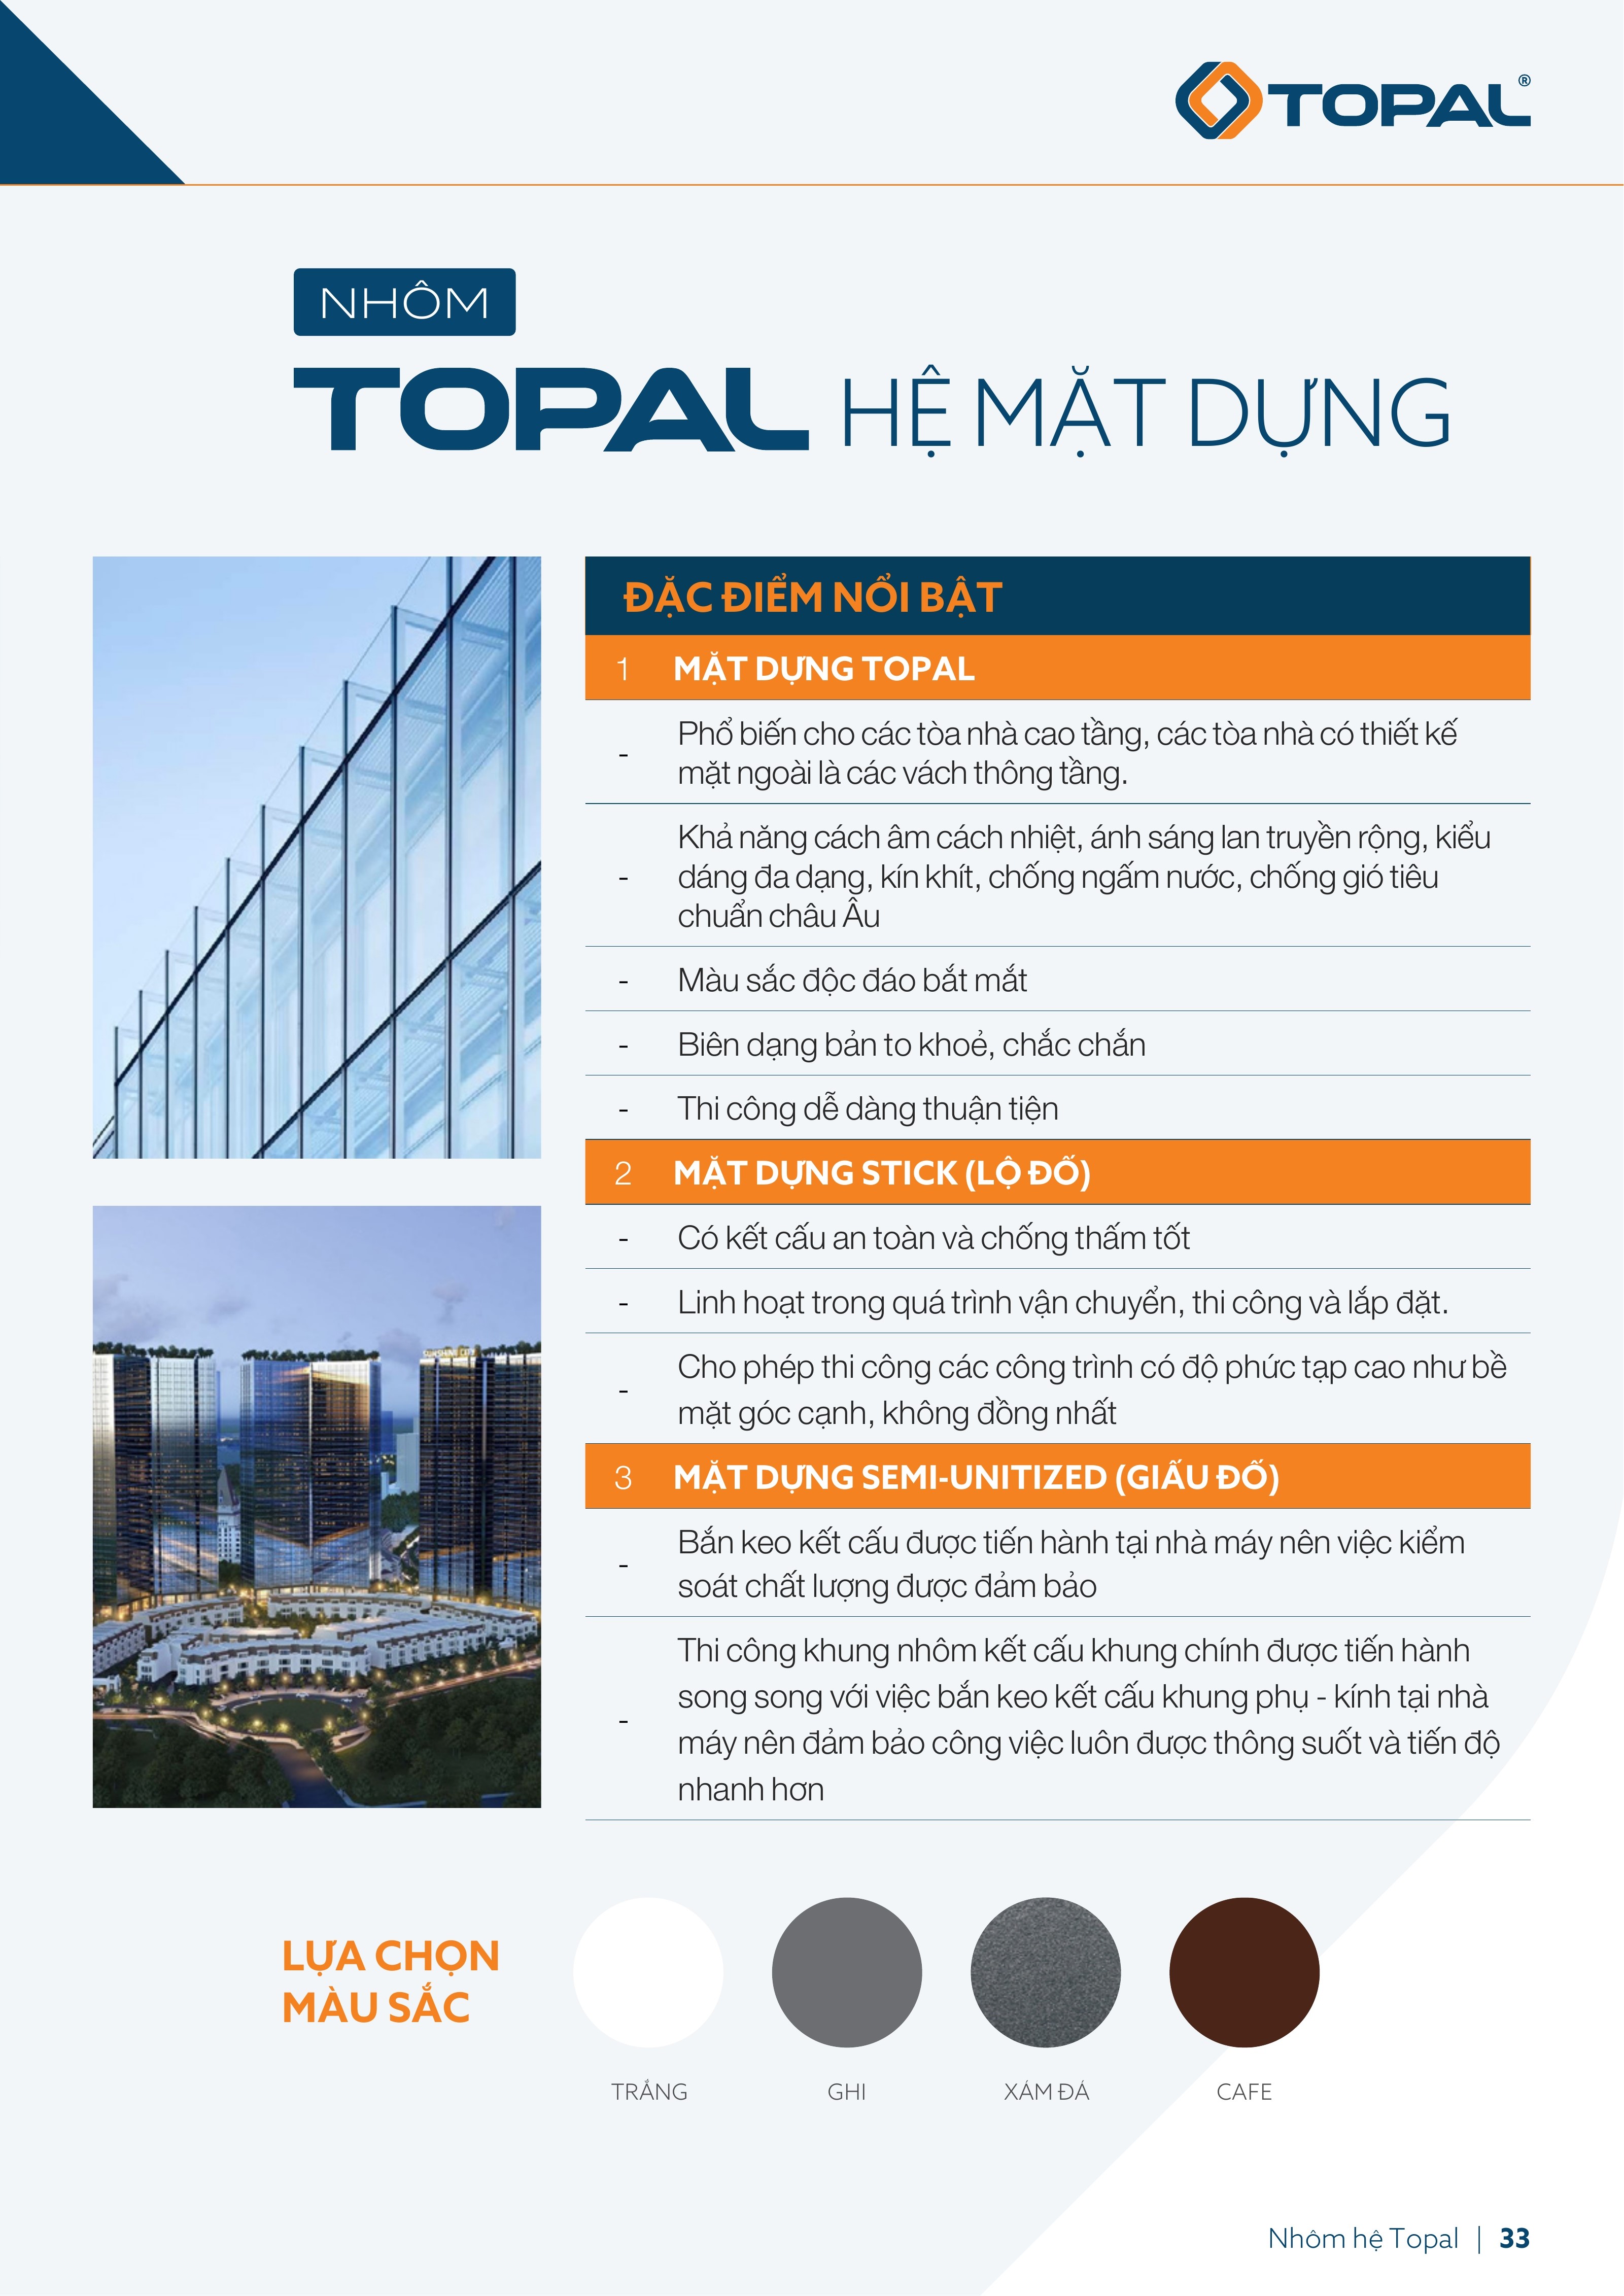 TOPAL®
NHÔM
TOPAL HỆ MẶT DỰNG
ĐẶC ĐIỂM NỔI BẬT
1 MẶT DỰNG TOPAL
- Phổ biến cho các tòa nhà cao tầng, các tòa nhà có thiết kế
mặt ngoài là các vách thông tầng.
- Khả năng cách âm cách nhiệt, ánh sáng lan truyền rộng, kiểu
dáng đa dạng, kín khít, chống ngấm nước, chống gió tiêu
chuẩn châu Âu
- Màu sắc độc đáo bắt mắt
- Biên dạng bản to khoẻ, chắc chắn
- Thi công dễ dàng thuận tiện
2 MẶT DỰNG STICK (LỘ ĐỐ)
- Có kết cấu an toàn và chống thấm tốt
- Linh hoạt trong quá trình vận chuyển, thi công và lắp đặt.
- Cho phép thi công các công trình có độ phức tạp cao như bề
mặt góc cạnh, không đồng nhất
3 MẶT DỰNG SEMI-UNITIZED (GIẤU ĐỐ)
- Bắn keo kết cấu được tiến hành tại nhà máy nên việc kiểm
soát chất lượng được đảm bảo
- Thi công khung nhôm kết cấu khung chính được tiến hành
song song với việc bắn keo kết cấu khung phụ - kính tại nhà
máy nên đảm bảo công việc luôn được thông suốt và tiến độ
nhanh hơn
SUNSHINE CITY
LỰA CHỌN
MÀU SẮC
TRẮNG
GHI
XÁM ĐÁ
CAFE
Nhôm hệ Topal | 33